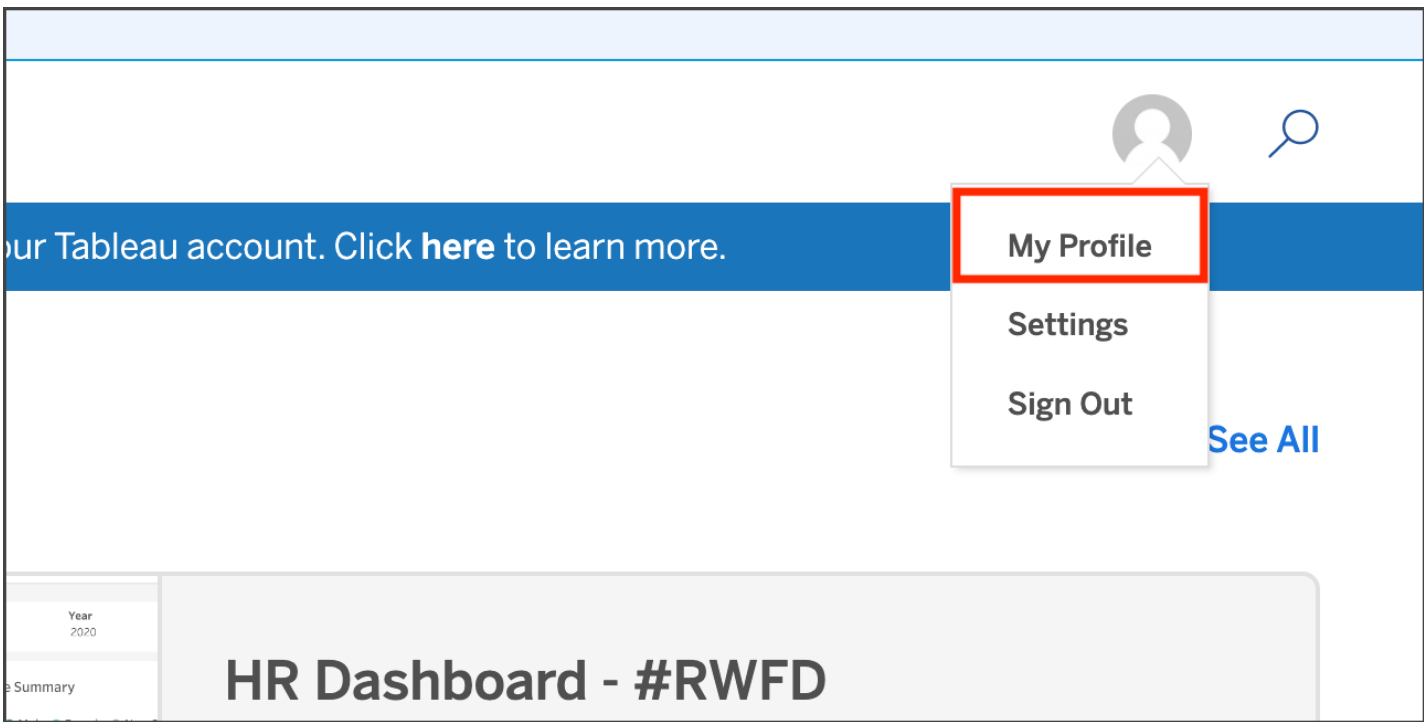 our Tableau account. Click here to learn more.
My Profile
Settings
Sign Out
See All
Year
2020
e Summary
HR Dashboard - #RWFD